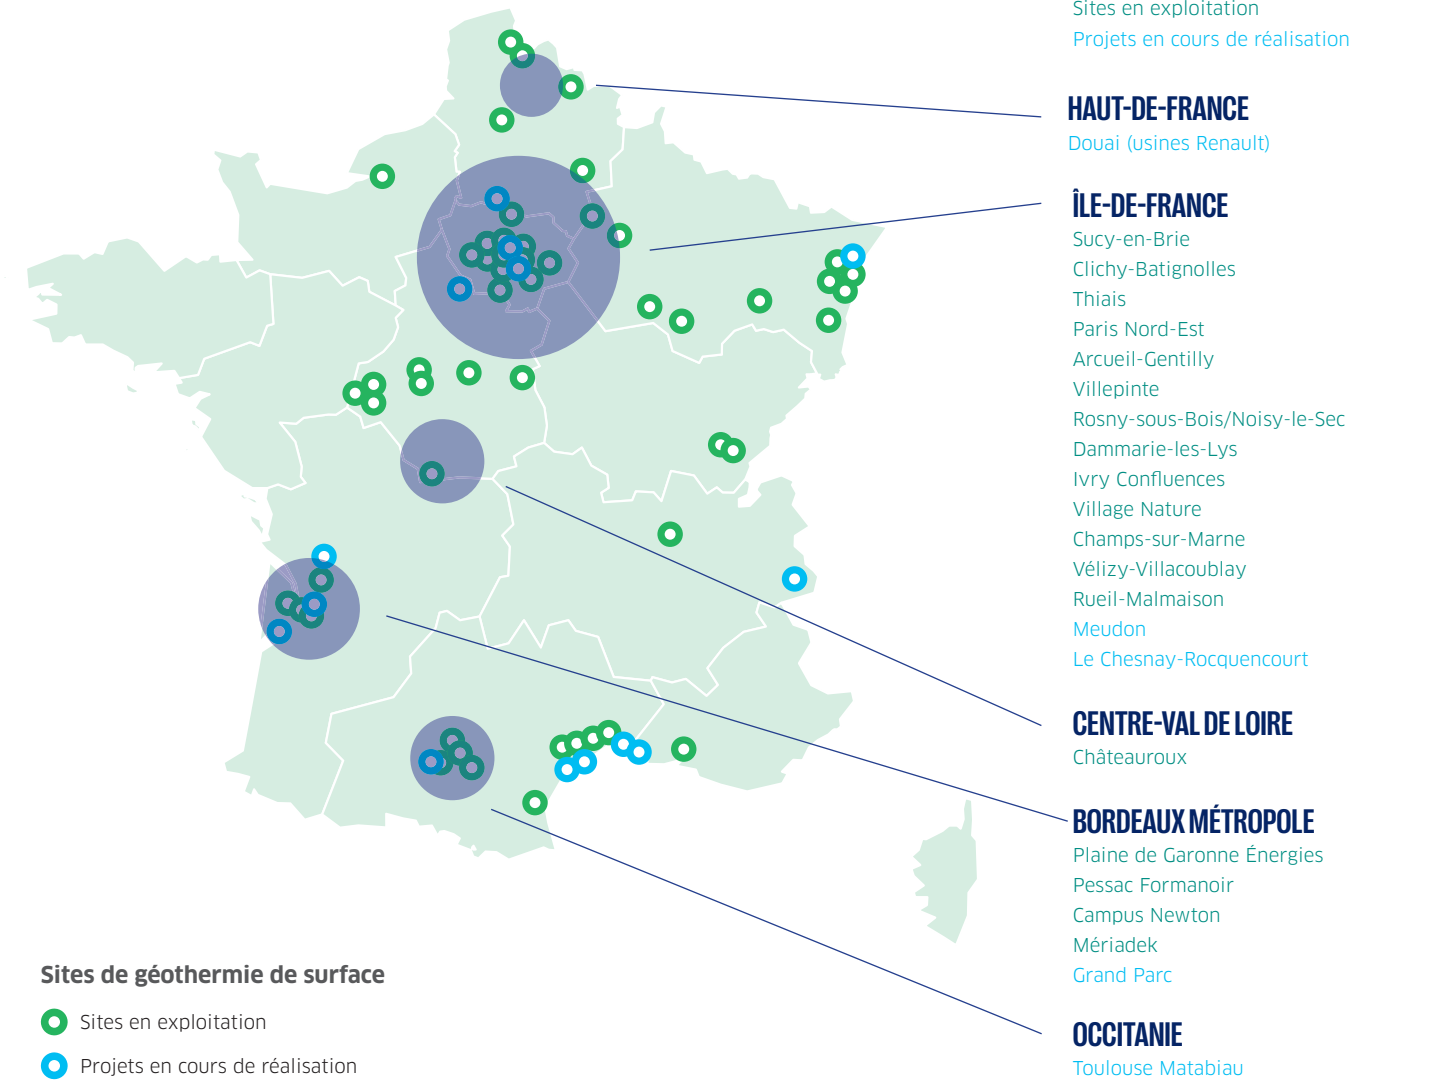 Sites en exploitation
Projets en cours de réalisation
HAUT-DE-FRANCE
Douai (usines Renault)
ÎLE-DE-FRANCE
Sucy-en-Brie
Clichy-Batignolles
Thiais
Paris Nord-Est
Arcueil-Gentilly
Villepinte
Rosny-sous-Bois/Noisy-le-Sec
Dammarie-les-Lys
Ivry Confluences
Village Nature
Champs-sur-Marne
Vélizy-Villacoublay
Rueil-Malmaison
Meudon
Le Chesnay-Rocquencourt
CENTRE-VAL DE LOIRE
Châteauroux
BORDEAUX MÉTROPOLE
Plaine de Garonne Énergies
Pessac Formanoir
Campus Newton
Mériadek
Grand Parc
OCCITANIE
Toulouse Matabiau
Sites de géothermie de surface
Sites en exploitation
Projets en cours de réalisation